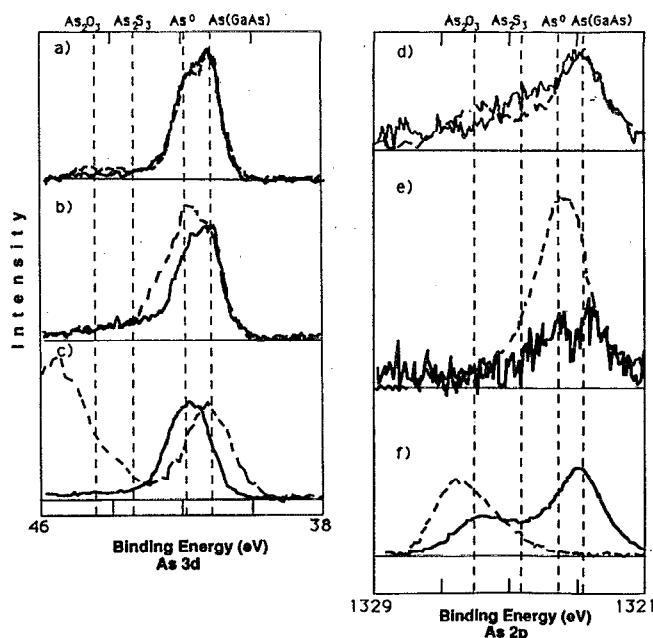 As2O3 As2S3 As⁰ As(GaAs)
a)
b)
c)
Intensity
46 38
Binding Energy (eV)
As 3d
As2O3 As2S3 As⁰ As(GaAs)
d)
e)
f)
1329 1321
Binding Energy (eV)
As 2p